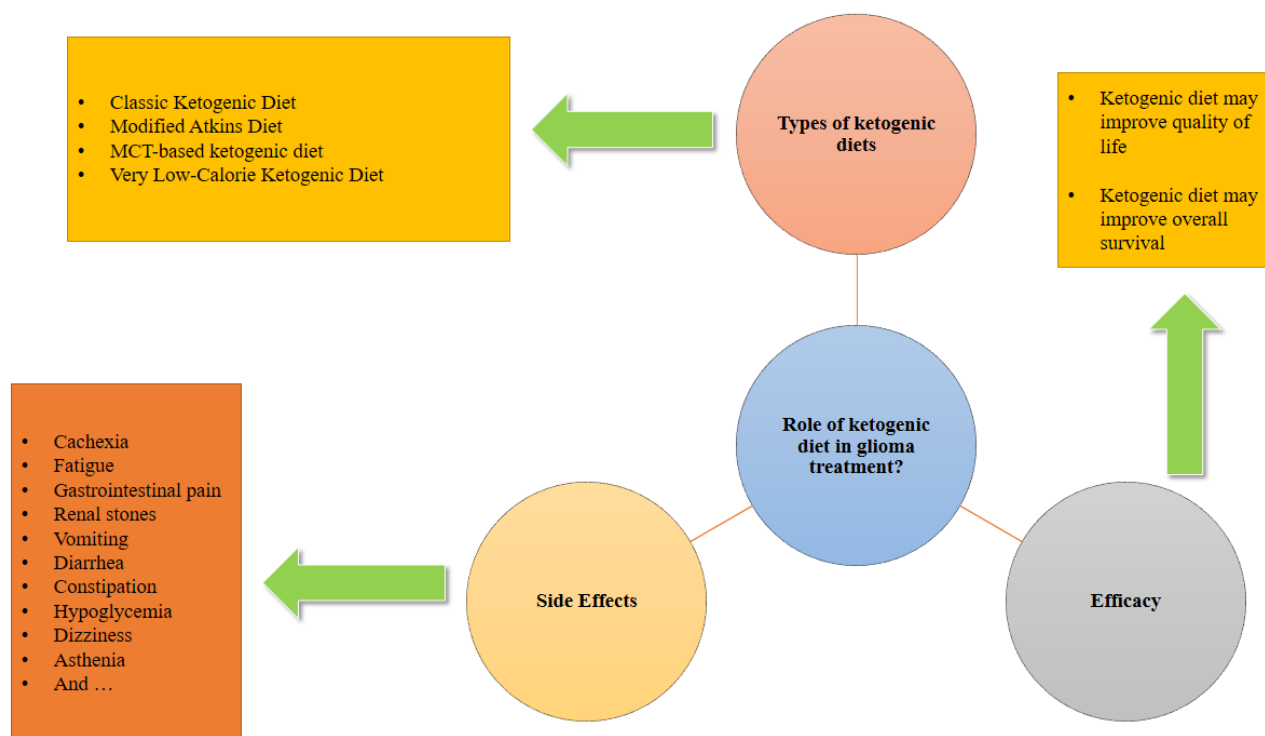 • Classic Ketogenic Diet
• Modified Atkins Diet
• MCT-based ketogenic diet
• Very Low-Calorie Ketogenic Diet
Types of ketogenic
diets
• Ketogenic diet may
improve quality of
life
• Ketogenic diet may
improve overall
survival
Role of ketogenic
diet in glioma
treatment?
• Cachexia
• Fatigue
• Gastrointestinal pain
• Renal stones
• Vomiting
• Diarrhea
• Constipation
• Hypoglycemia
• Dizziness
• Asthenia
• And …
Side Effects
Efficacy